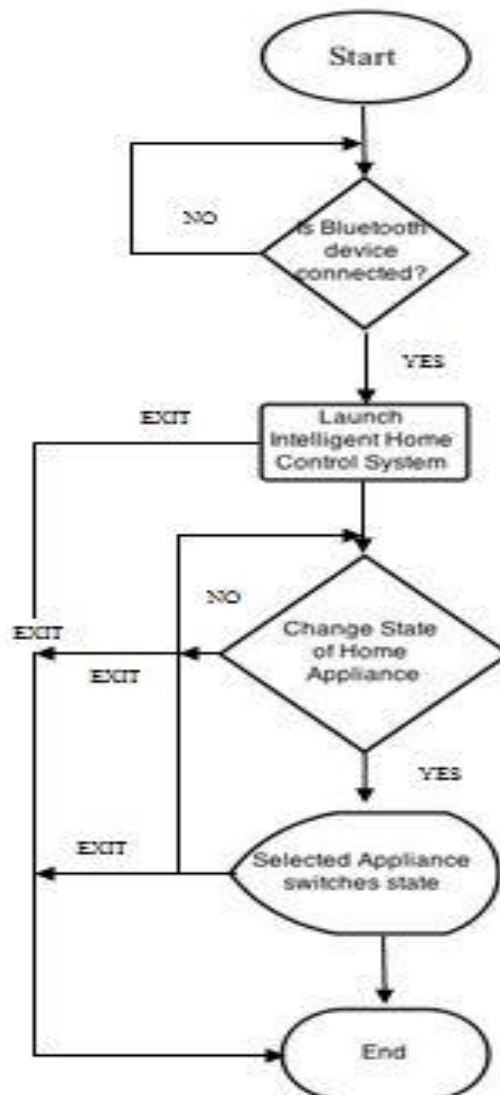 Start
NO
Is Bluetooth
device
connected?
YES
EXIT
Launch
Intelligent Home
Control System
NO
EXIT
Change State
of Home
Appliance
EXIT
YES
EXIT
Selected Appliance
switches state
End